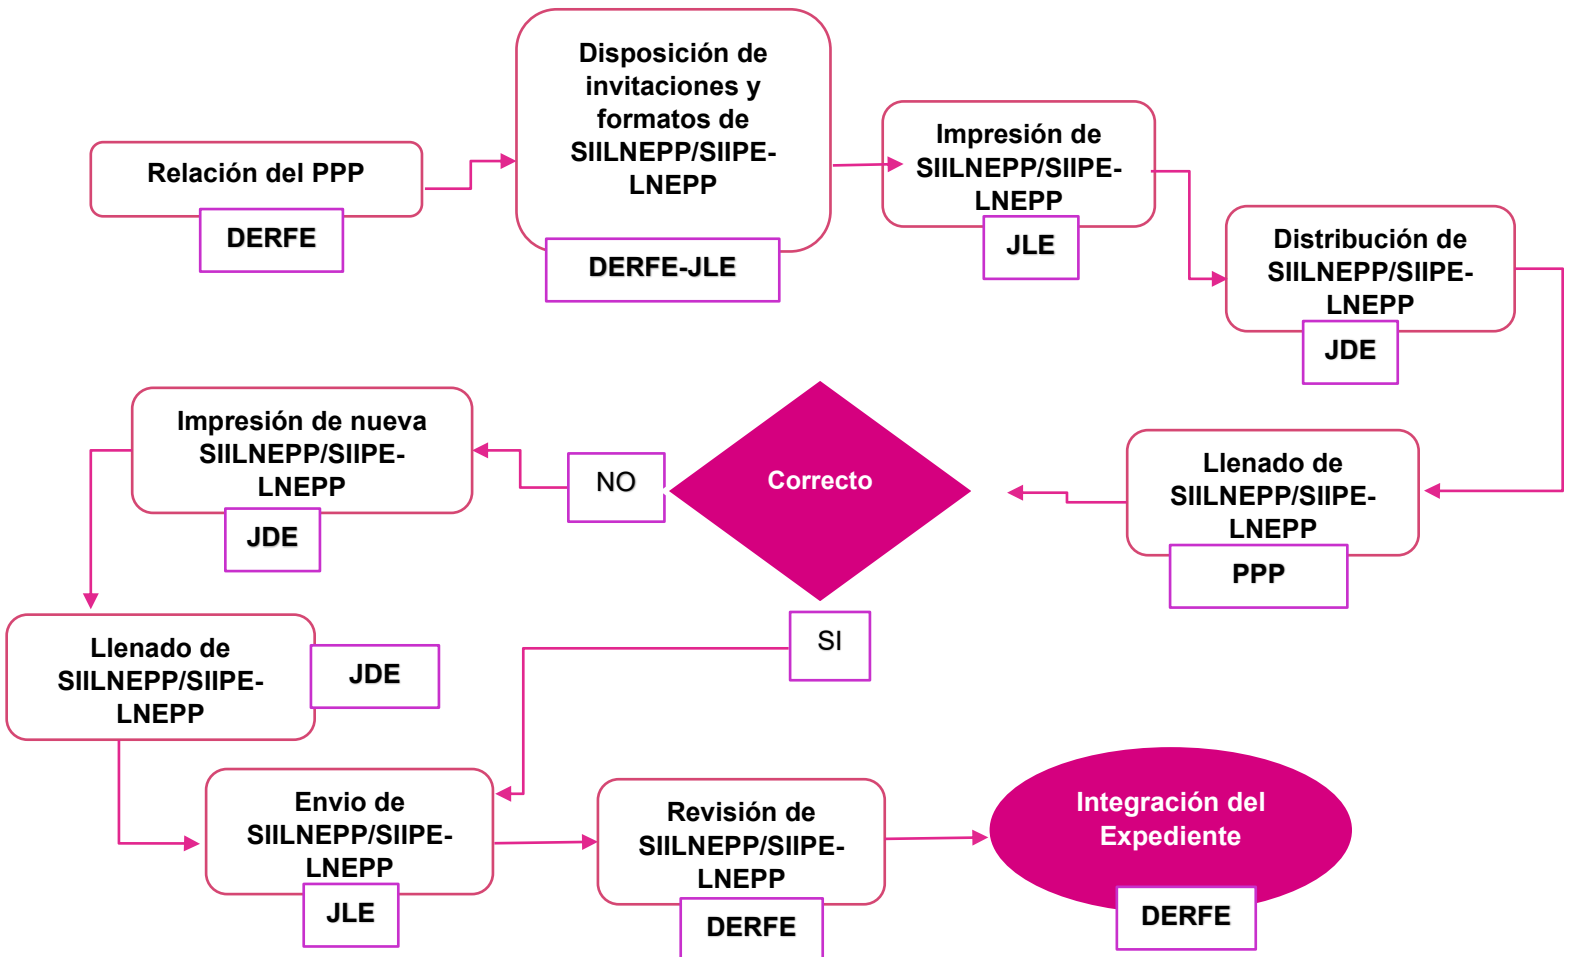 Relación del PPP
DERFE
Disposición de
invitaciones y
formatos de
SIILNEPP/SIIPE-
LNEPP
DERFE-JLE
Impresión de
SIILNEPP/SIIPE-
LNEPP
JLE
Distribución de
SIILNEPP/SIIPE-
LNEPP
JDE
Llenado de
SIILNEPP/SIIPE-
LNEPP
PPP
Correcto
NO
SI
Impresión de nueva
SIILNEPP/SIIPE-
LNEPP
JDE
Llenado de
SIILNEPP/SIIPE-
LNEPP
JDE
Envio de
SIILNEPP/SIIPE-
LNEPP
JLE
Revisión de
SIILNEPP/SIIPE-
LNEPP
DERFE
Integración del
Expediente
DERFE